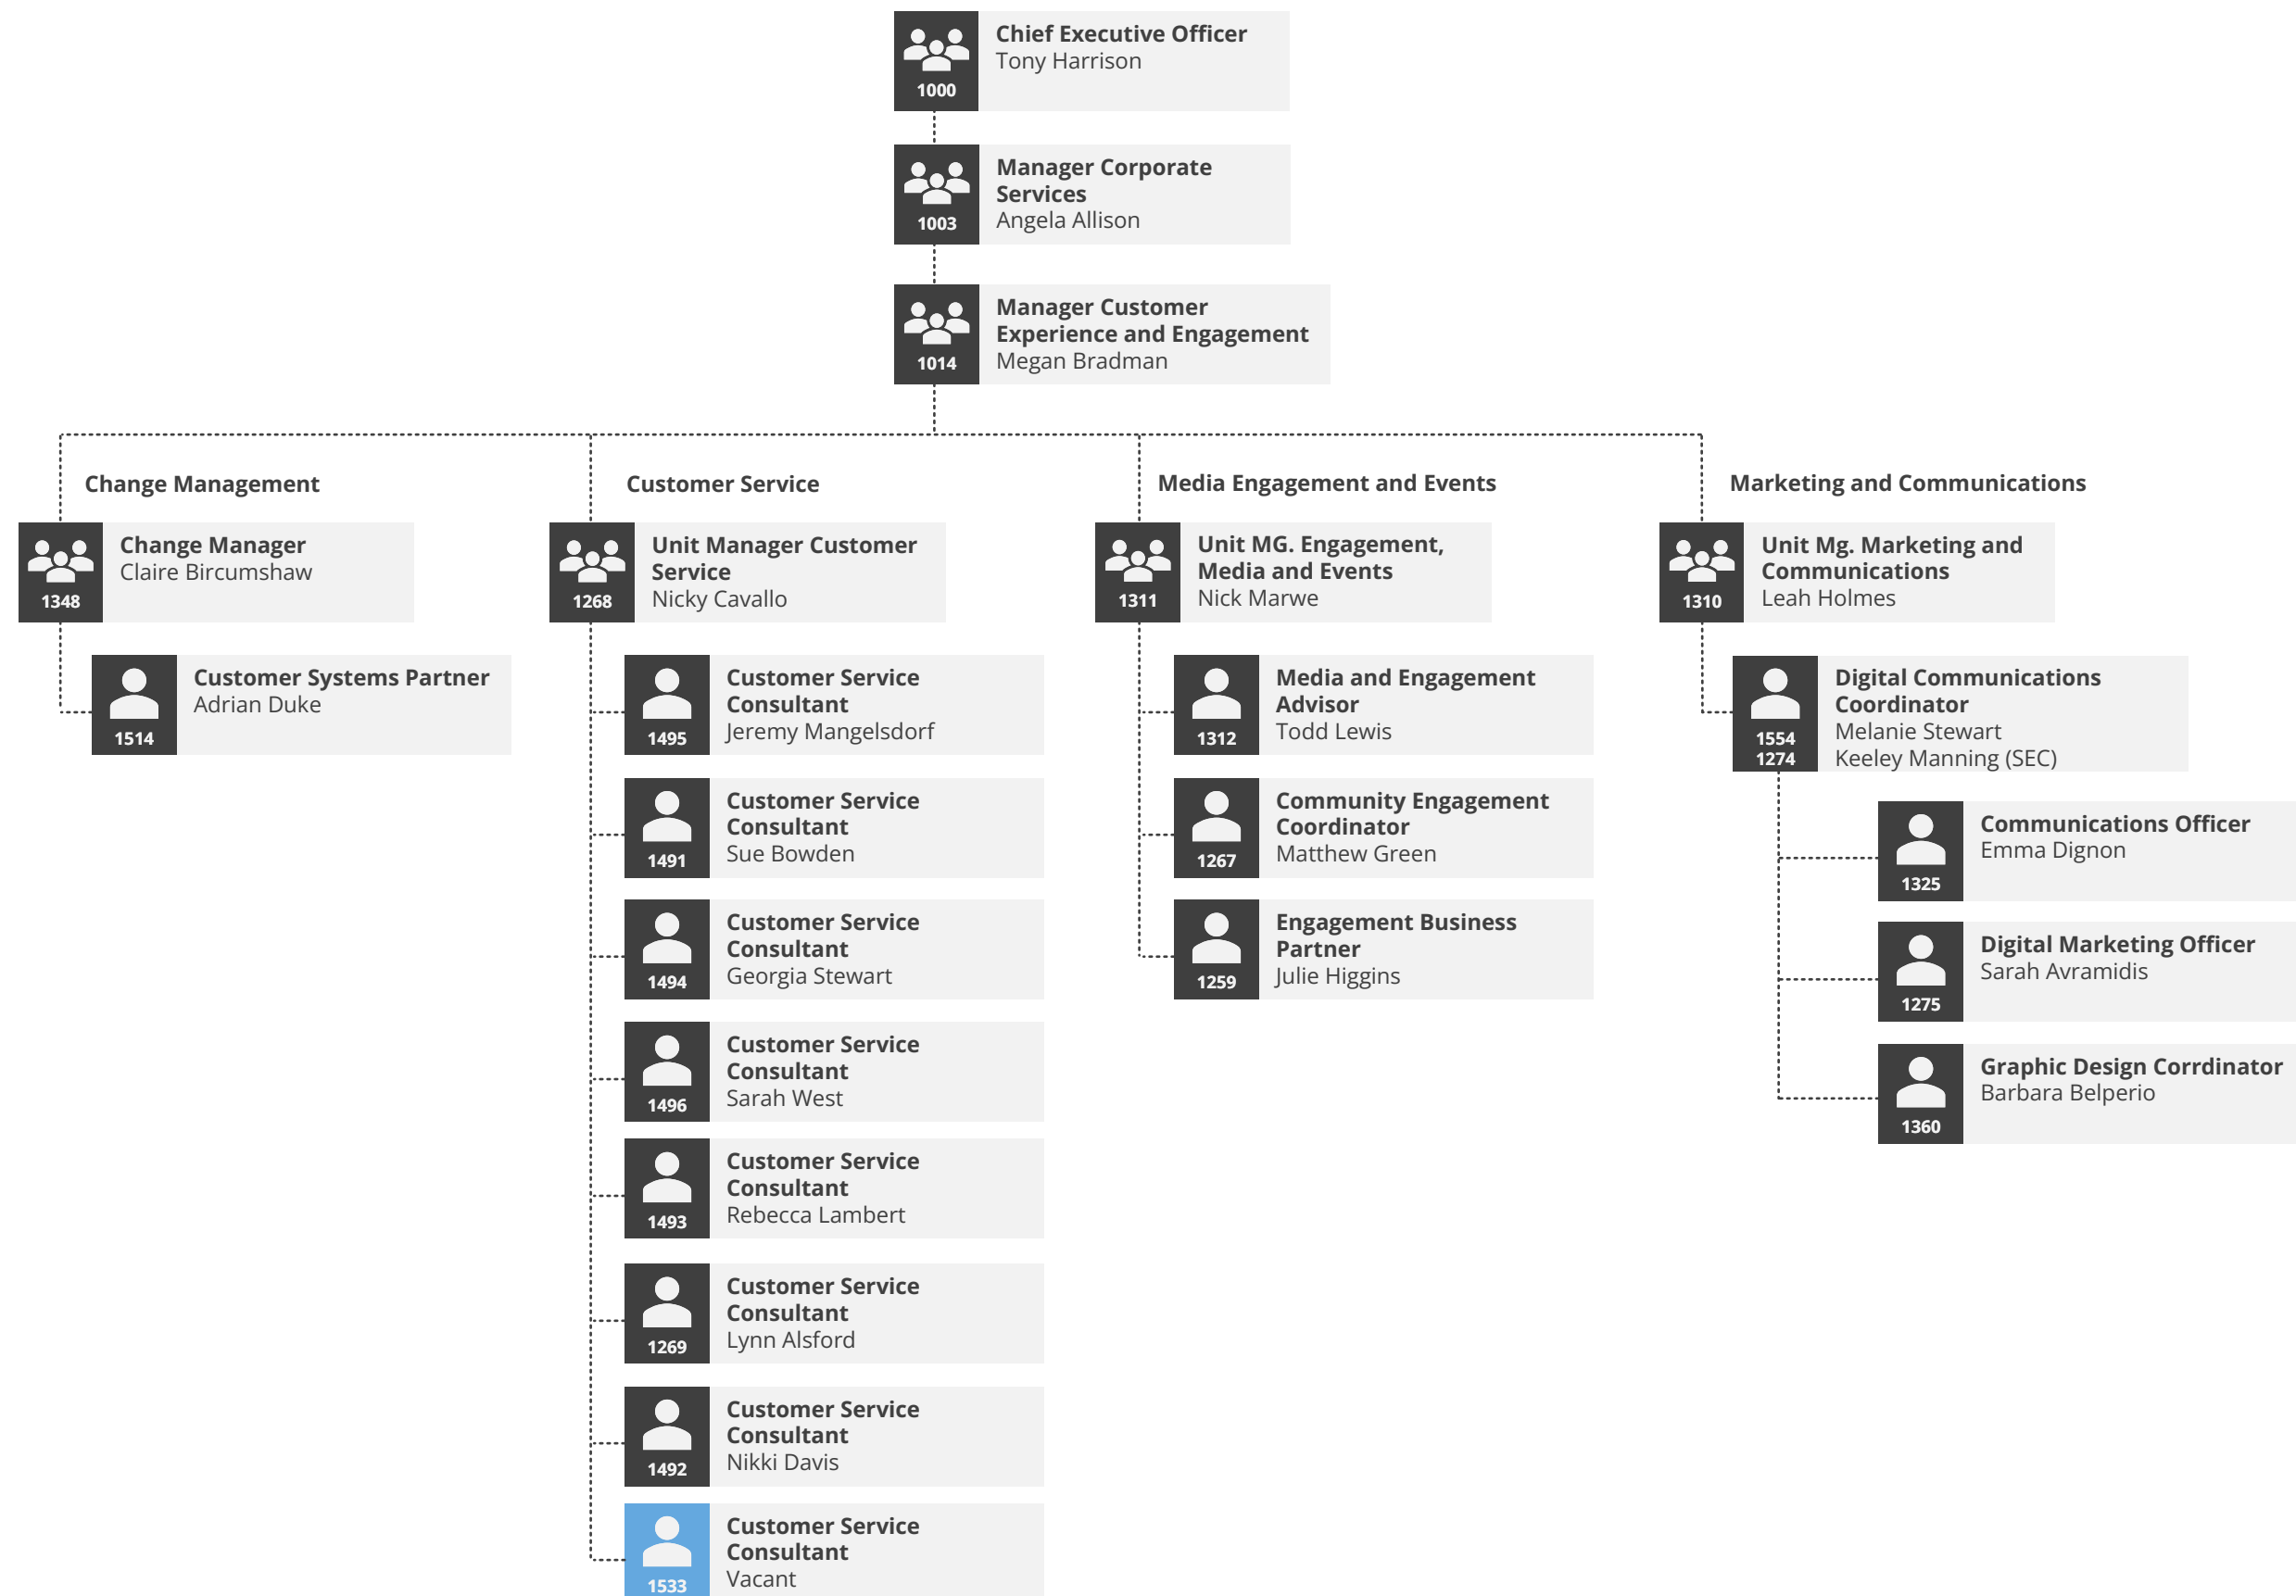 Chief Executive Officer
Tony Harrison
1000
Manager Corporate
Services
Angela Allison
1003
Manager Customer
Experience and Engagement
Megan Bradman
1014
Change Management
Change Manager
Claire Bircumshaw
1348
Customer Systems Partner
Adrian Duke
1514
Customer Service
Unit Manager Customer
Service
Nicky Cavallo
1268
Customer Service
Consultant
Jeremy Mangelsdorf
1495
Customer Service
Consultant
Sue Bowden
1491
Customer Service
Consultant
Georgia Stewart
1494
Customer Service
Consultant
Sarah West
1496
Customer Service
Consultant
Rebecca Lambert
1493
Customer Service
Consultant
Lynn Alsford
1269
Customer Service
Consultant
Nikki Davis
1492
Customer Service
Consultant
Vacant
1533
Media Engagement and Events
Unit MG. Engagement,
Media and Events
Nick Marwe
1311
Media and Engagement
Advisor
Todd Lewis
1312
Community Engagement
Coordinator
Matthew Green
1267
Engagement Business
Partner
Julie Higgins
1259
Marketing and Communications
Unit Mg. Marketing and
Communications
Leah Holmes
1310
Digital Communications
Coordinator
Melanie Stewart
Keeley Manning (SEC)
1554
1274
Communications Officer
Emma Dignon
1325
Digital Marketing Officer
Sarah Avramidis
1275
Graphic Design Corrdinator
Barbara Belperio
1360